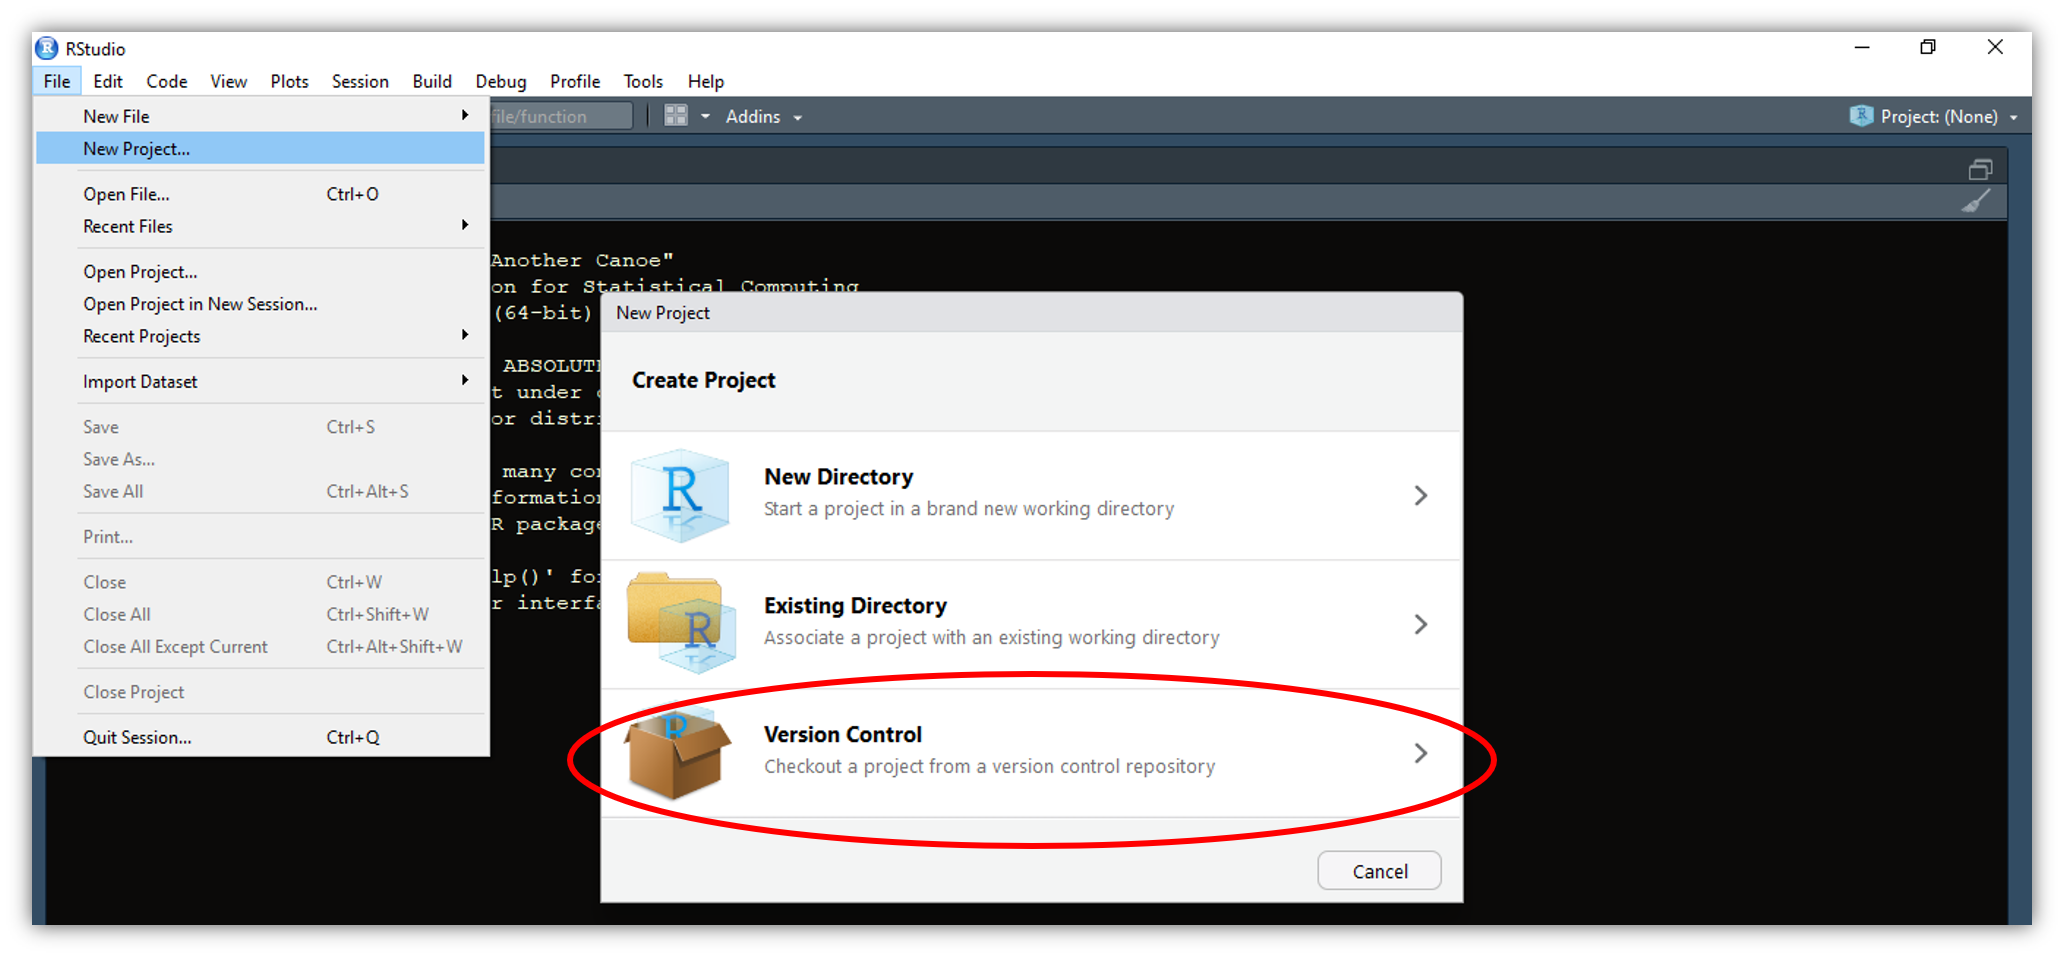 RStudio
File Edit Code View Plots Session Build Debug Profile Tools Help
file/function Addins Project: (None)
New File
New Project...
Open File... Ctrl+O
Recent Files
Open Project...
Open Project in New Session...
Recent Projects
Import Dataset
Save Ctrl+S
Save As...
Save All Ctrl+Alt+S
Print...
Close Ctrl+W
Close All Ctrl+Shift+W
Close All Except Current Ctrl+Alt+Shift+W
Close Project
Quit Session... Ctrl+Q
Another Canoe"
on for Statistical Computing
(64-bit)
ABSOLUT
t under
or distr
many co
formation
R package
lp()' fo
r interfa
New Project
Create Project
New Directory
Start a project in a brand new working directory
Existing Directory
Associate a project with an existing working directory
Version Control
Checkout a project from a version control repository
Cancel